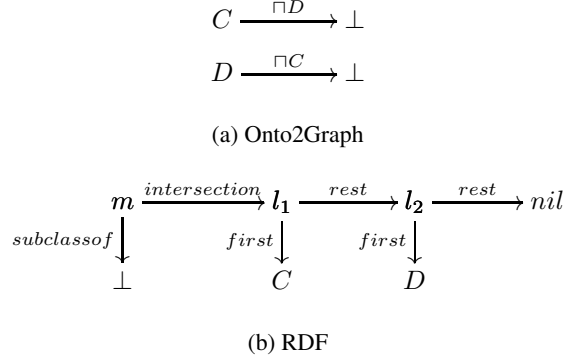 C ⊓D ⊥
D ⊓C ⊥
(a) Onto2Graph
m intersection l₁ rest l₂ rest nil
subclassof first first
⊥ C D
(b) RDF